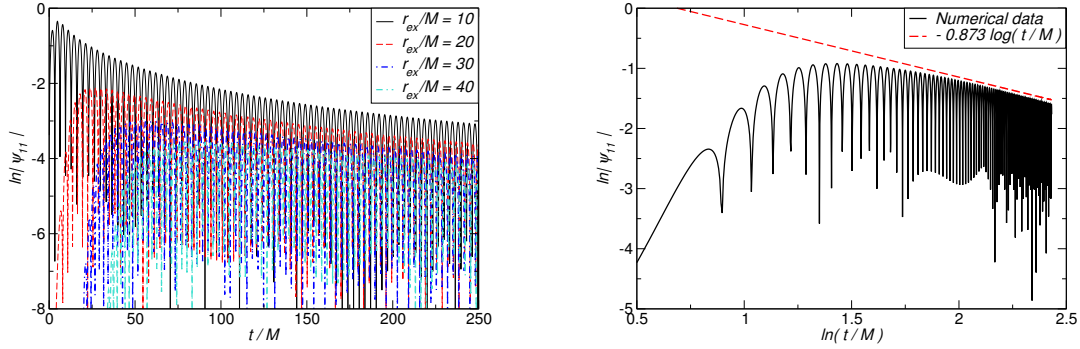 0
-2
-4
-6
-8
ln| ψ11 |
0
50
100
150
200
250
t / M
rex/M = 10
rex/M = 20
rex/M = 30
rex/M = 40
0
-1
-2
-3
-4
-5
ln| ψ11 |
0.5
1
1.5
2
2.5
ln( t / M )
Numerical data
- 0.873 log( t / M )